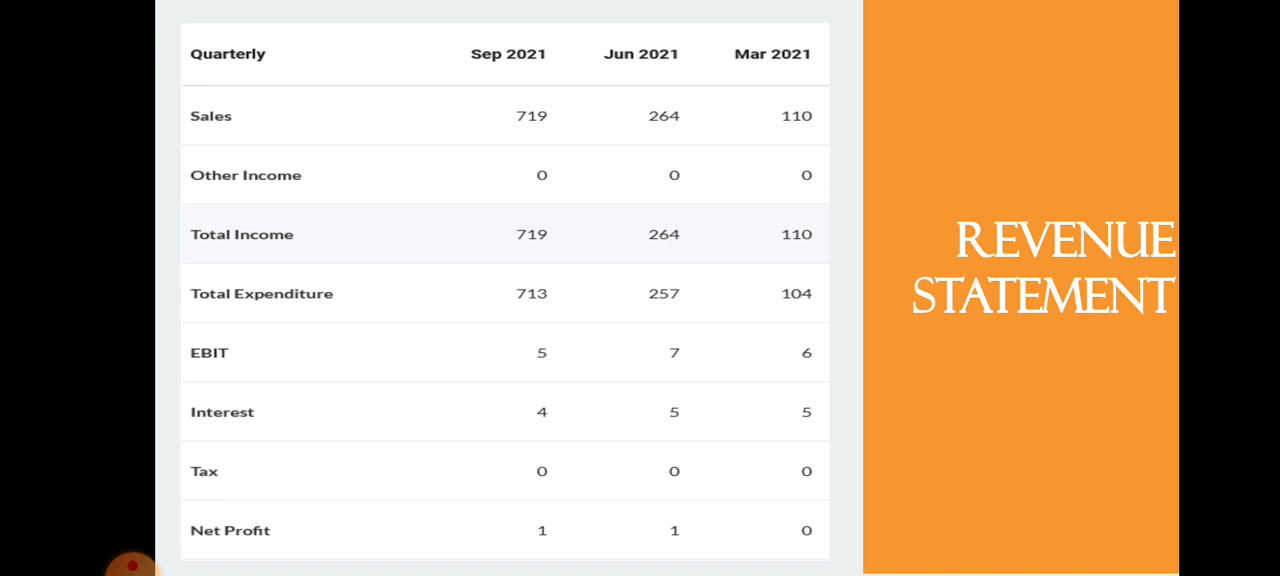 Quarterly Sep 2021 Jun 2021 Mar 2021
Sales 719 264 110
Other Income 0 0 0
Total Income 719 264 110
Total Expenditure 713 257 104
EBIT 5 7 6
Interest 4 5 5
Tax 0 0 0
Net Profit 1 1 0
REVENUE
STATEMENT